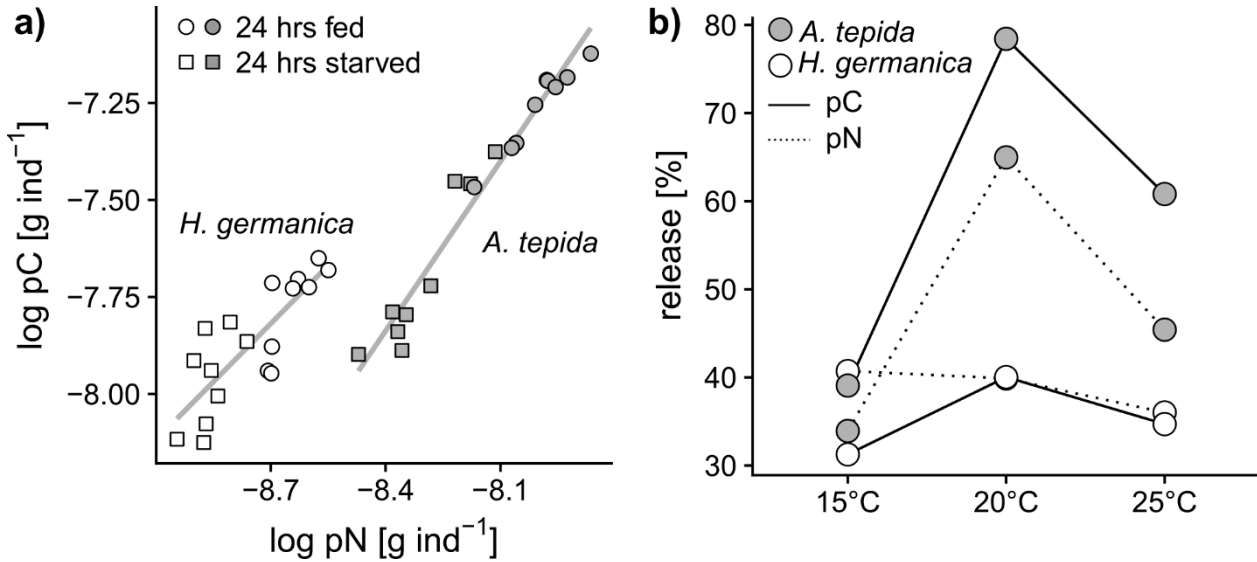 a)
24 hrs fed
24 hrs starved
H. germanica
A. tepida
−7.25
−7.50
−7.75
−8.00
log pC [g ind⁻¹]
−8.7
−8.4
−8.1
log pN [g ind⁻¹]
b)
A. tepida
H. germanica
pC
pN
80
70
60
50
40
30
release [%]
15°C
20°C
25°C